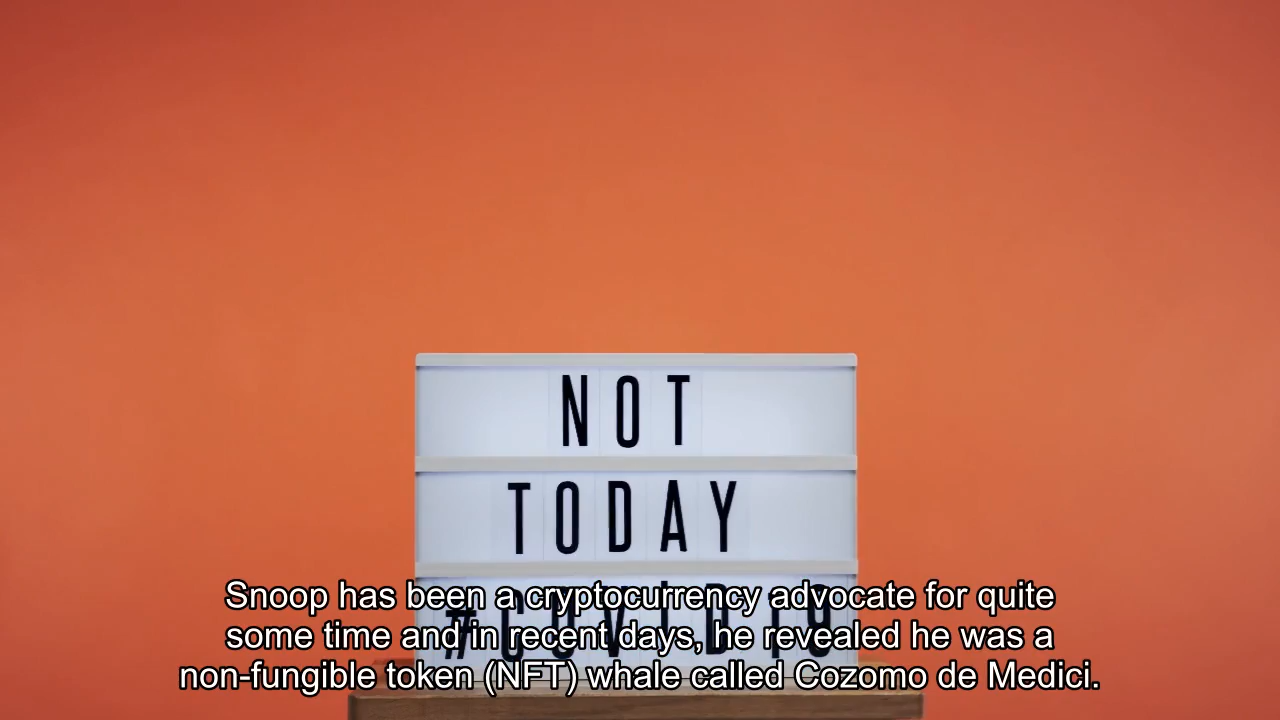 NOT
TODAY
#COVID19
Snoop has been a cryptocurrency advocate for quite
some time and in recent days, he revealed he was a
non-fungible token (NFT) whale called Cozomo de Medici.